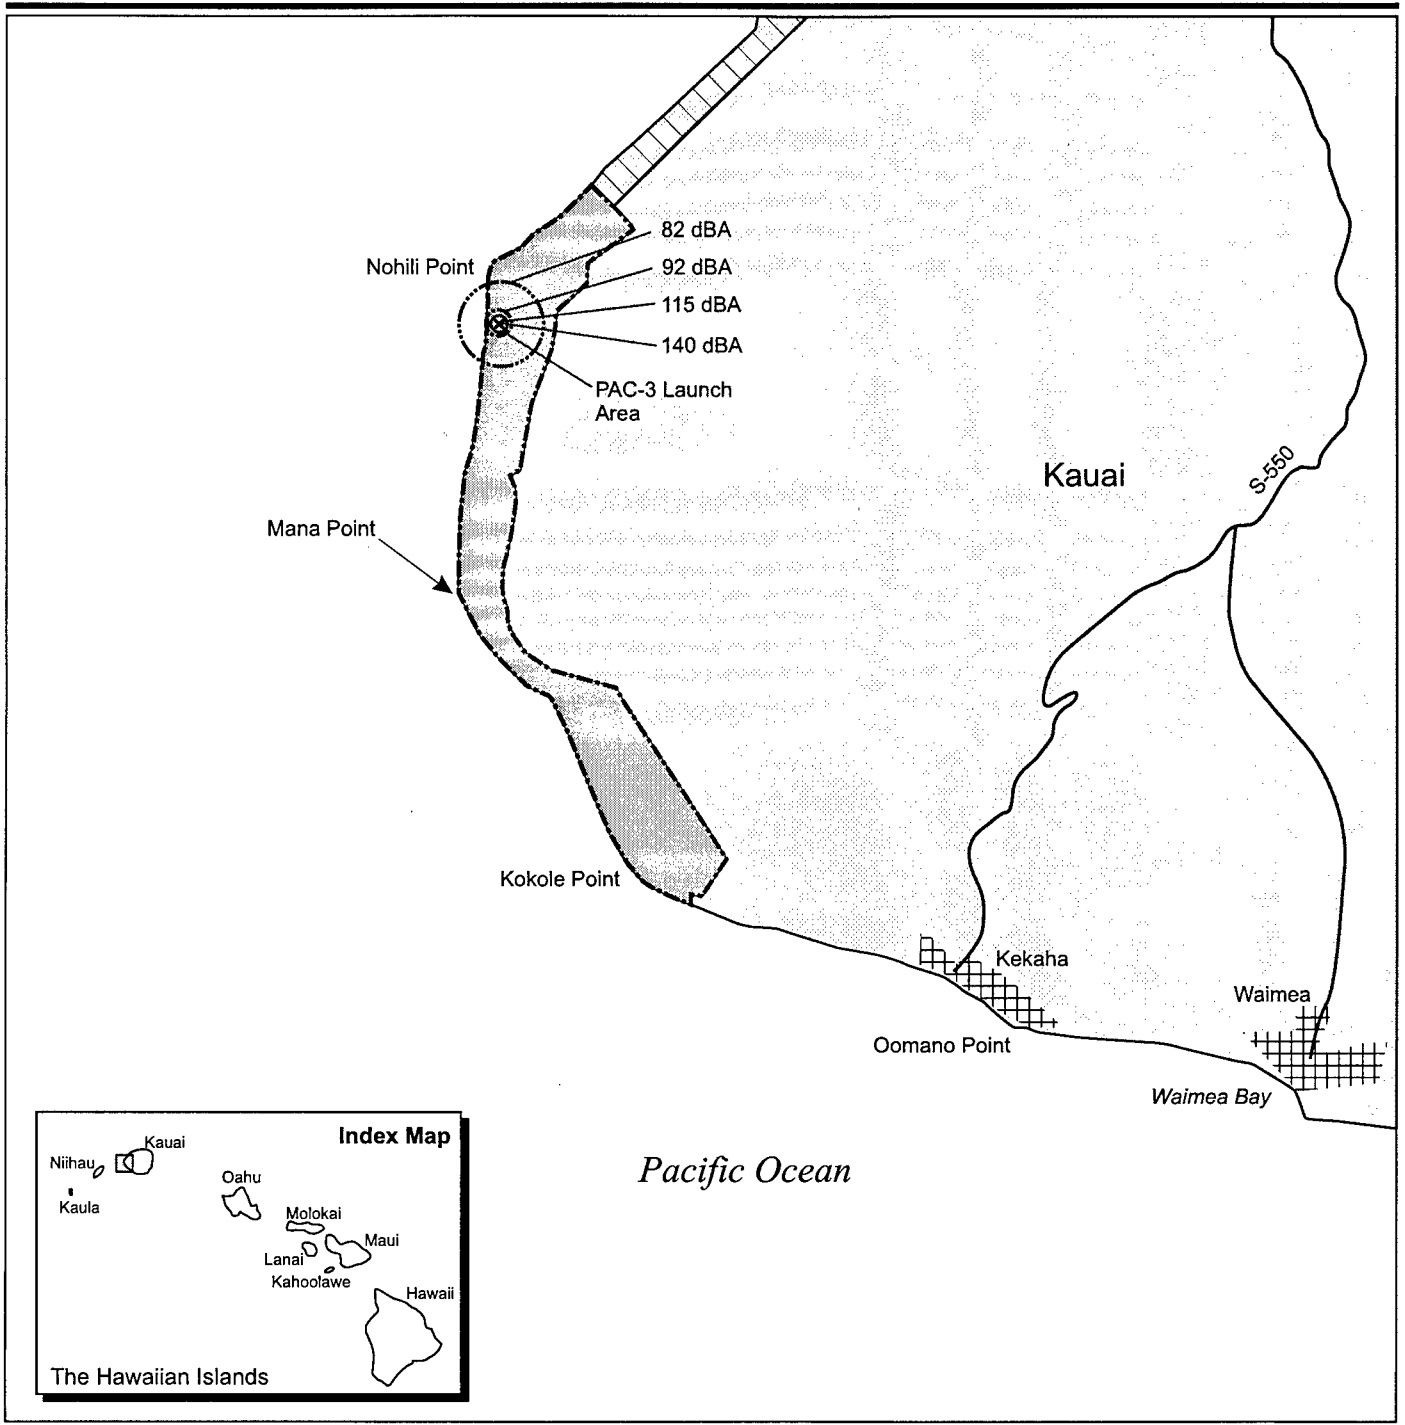 82 dBA
Nohili Point
92 dBA
115 dBA
140 dBA
PAC-3 Launch
Area
Kauai
S-550
Mana Point
Kokole Point
Kekaha
Waimea
Oomano Point
Waimea Bay
Pacific Ocean
Index Map
Kauai
Niihau
Kaula
Oahu
Molokai
Maui
Lanai
Kahoolawe
Hawaii
The Hawaiian Islands